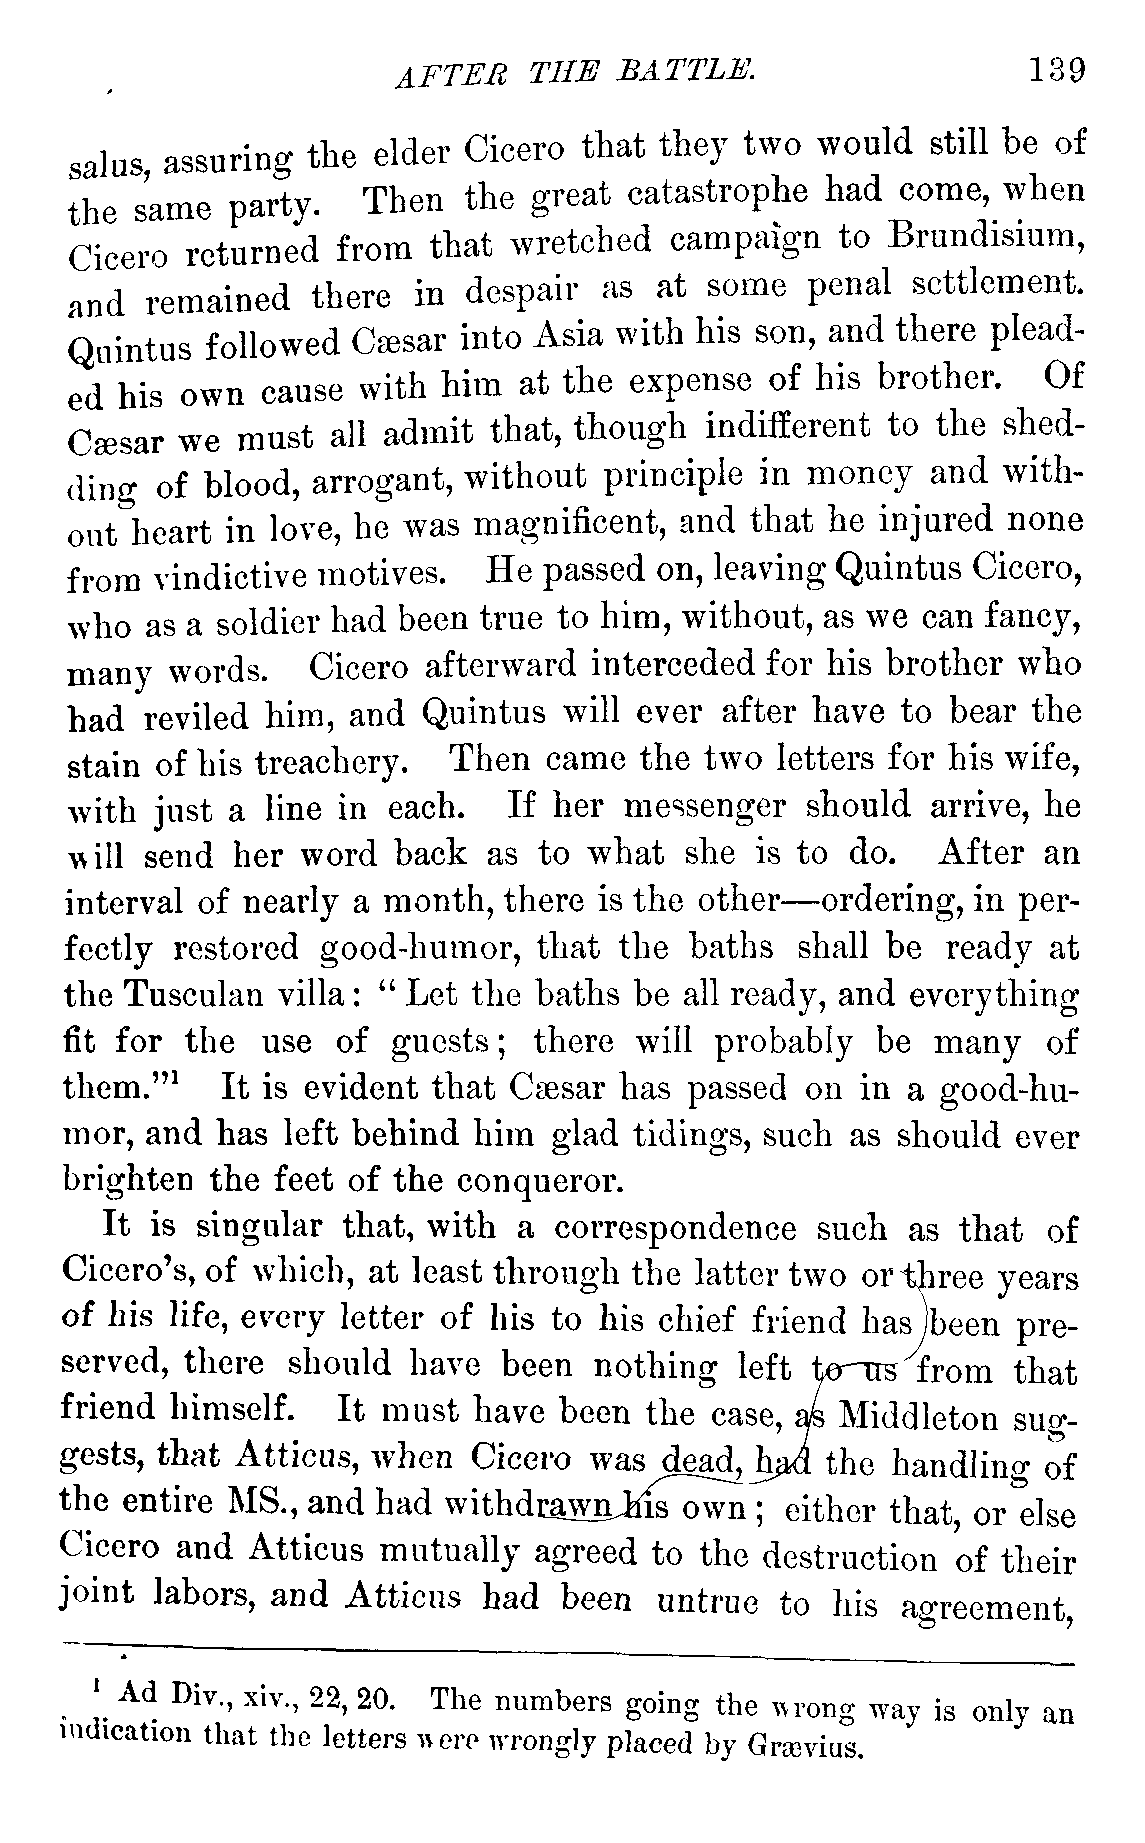 AFTER THE BATTLE. 139
salus, assuring the elder Cicero that they two would still be of
the same party. Then the great catastrophe had come, when
Cicero returned from that wretched campaign to Brundisium,
and remained there in despair as at some penal settlement.
Quintus followed Cæsar into Asia with his son, and there plead-
ed his own cause with him at the expense of his brother. Of
Cæsar we must all admit that, though indifferent to the shed-
ding of blood, arrogant, without principle in money and with-
out heart in love, he was magnificent, and that he injured none
from vindictive motives. He passed on, leaving Quintus Cicero,
who as a soldier had been true to him, without, as we can fancy,
many words. Cicero afterward interceded for his brother who
had reviled him, and Quintus will ever after have to bear the
stain of his treachery. Then came the two letters for his wife,
with just a line in each. If her messenger should arrive, he
will send her word back as to what she is to do. After an
interval of nearly a month, there is the other—ordering, in per-
fectly restored good-humor, that the baths shall be ready at
the Tusculan villa: “Let the baths be all ready, and everything
fit for the use of guests; there will probably be many of
them.”¹ It is evident that Cæsar has passed on in a good-hu-
mor, and has left behind him glad tidings, such as should ever
brighten the feet of the conqueror.
It is singular that, with a correspondence such as that of
Cicero’s, of which, at least through the latter two or three years
of his life, every letter of his to his chief friend has been pre-
served, there should have been nothing left to us from that
friend himself. It must have been the case, as Middleton sug-
gests, that Atticus, when Cicero was dead, had the handling of
the entire MS., and had withdrawn his own; either that, or else
Cicero and Atticus mutually agreed to the destruction of their
joint labors, and Atticus had been untrue to his agreement,
¹ Ad Div., xiv., 22, 20. The numbers going the wrong way is only an
indication that the letters were wrongly placed by Grævius.